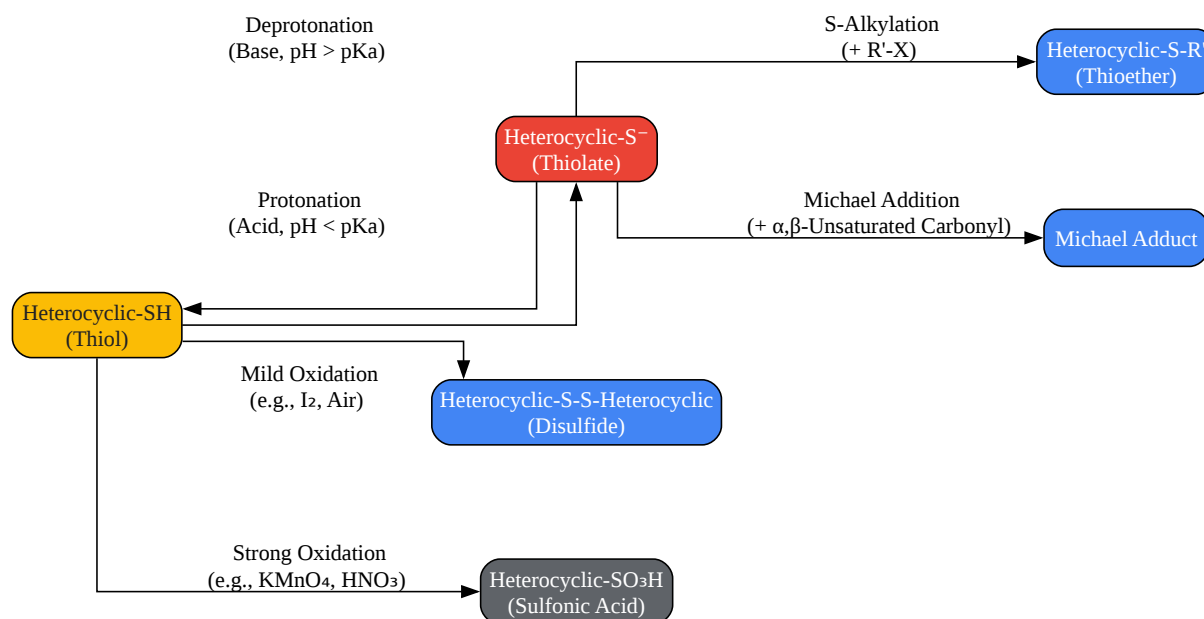 Deprotonation
(Base, pH > pKa)
S-Alkylation
(+ R'-X)
Heterocyclic-S-R'
(Thioether)
Heterocyclic-S⁻
(Thiolate)
Protonation
(Acid, pH < pKa)
Michael Addition
(+ α,β-Unsaturated Carbonyl)
Michael Adduct
Heterocyclic-SH
(Thiol)
Mild Oxidation
(e.g., I₂, Air)
Heterocyclic-S-S-Heterocyclic
(Disulfide)
Strong Oxidation
(e.g., KMnO₄, HNO₃)
Heterocyclic-SO₃H
(Sulfonic Acid)